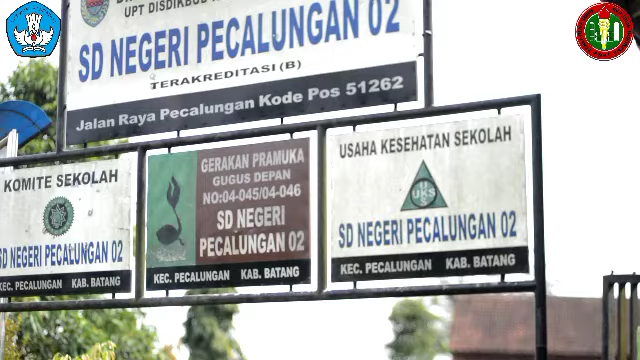 UPT DISDIKBUD
SD NEGERI PECALUNGAN 02
TERAKREDITASI (B)
Jalan Raya Pecalungan Kode Pos 51262
KOMITE SEKOLAH
SD NEGERI PECALUNGAN 02
KEC. PECALUNGAN KAB. BATANG
GERAKAN PRAMUKA
GUGUS DEPAN
NO:04-045/04-046
SD NEGERI
PECALUNGAN 02
KEC. PECALUNGAN KAB. BATANG
USAHA KESEHATAN SEKOLAH
UKS
SD NEGERI PECALUNGAN 02
KEC. PECALUNGAN KAB. BATANG